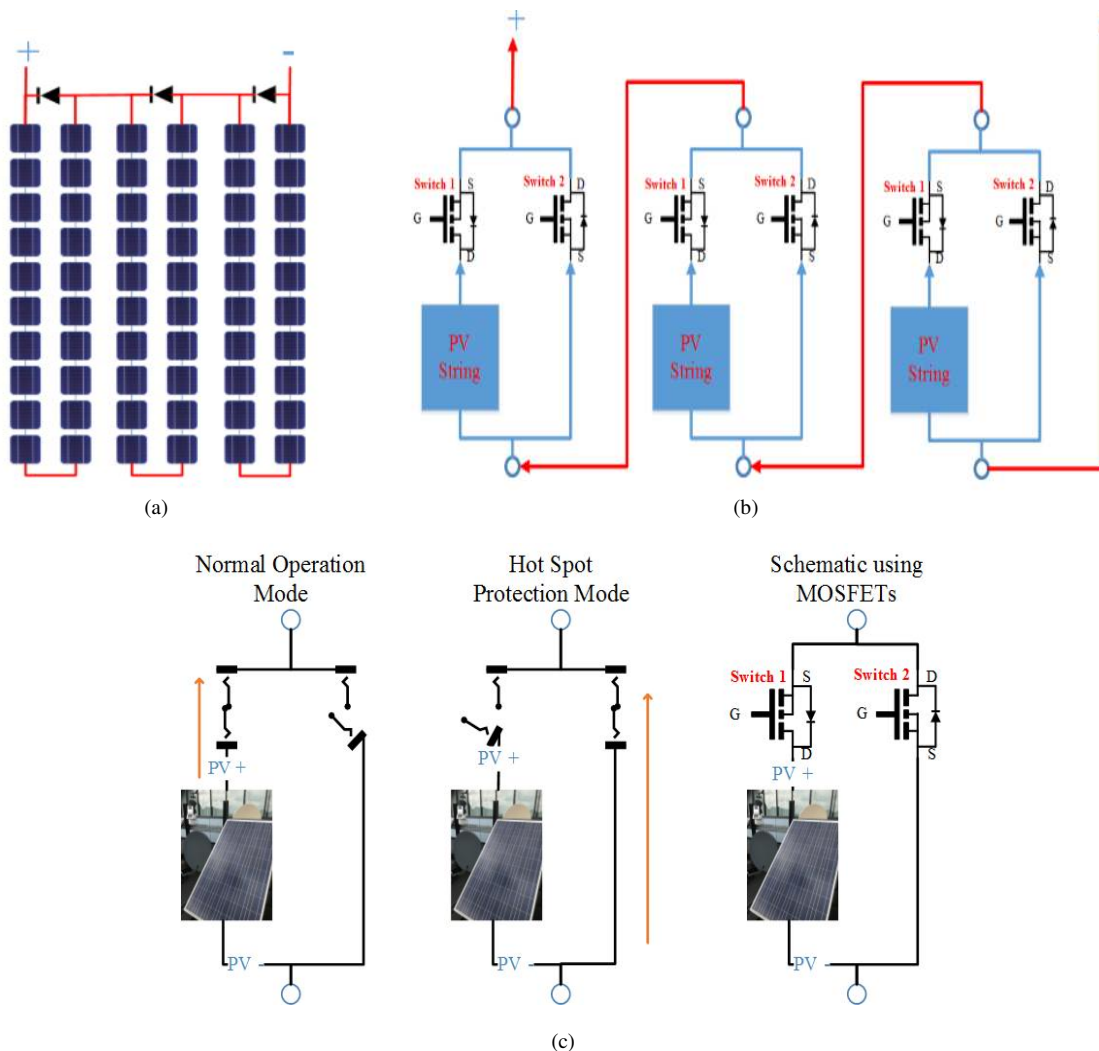 + -
(a)
+
Switch 1 S Switch 2 D
G G
D S
PV
String
Switch 1 S Switch 2 D
G G
D S
PV
String
Switch 1 S Switch 2 D
G G
D S
PV
String
(b)
Normal Operation
Mode
PV +
PV -
Hot Spot
Protection Mode
PV +
PV -
Schematic using
MOSFETs
Switch 1 S Switch 2 D
G G
D S
PV +
PV -
(c)